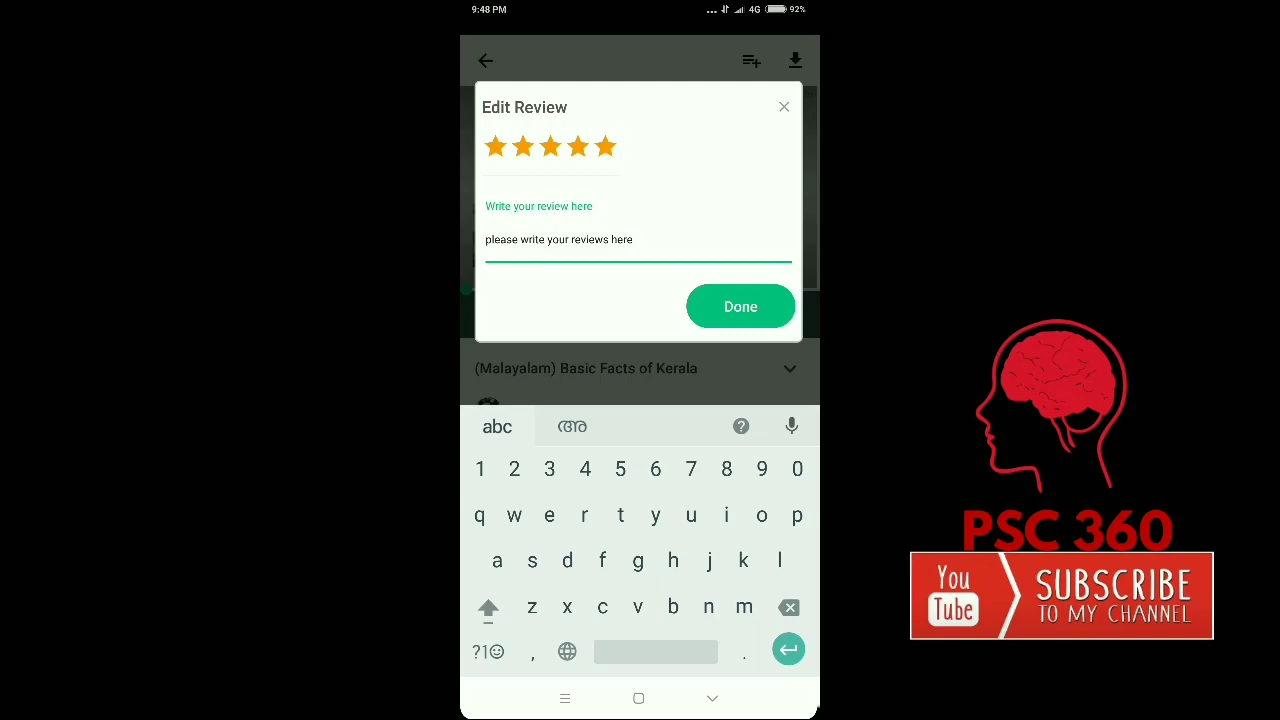 9:48 PM
4G
92%
Edit Review
Write your review here
please write your reviews here
Done
(Malayalam) Basic Facts of Kerala
abc
അ
1 2 3 4 5 6 7 8 9 0
q w e r t y u i o p
a s d f g h j k l
z x c v b n m
?1
, .
PSC 360
You
Tube
SUBSCRIBE
TO MY CHANNEL